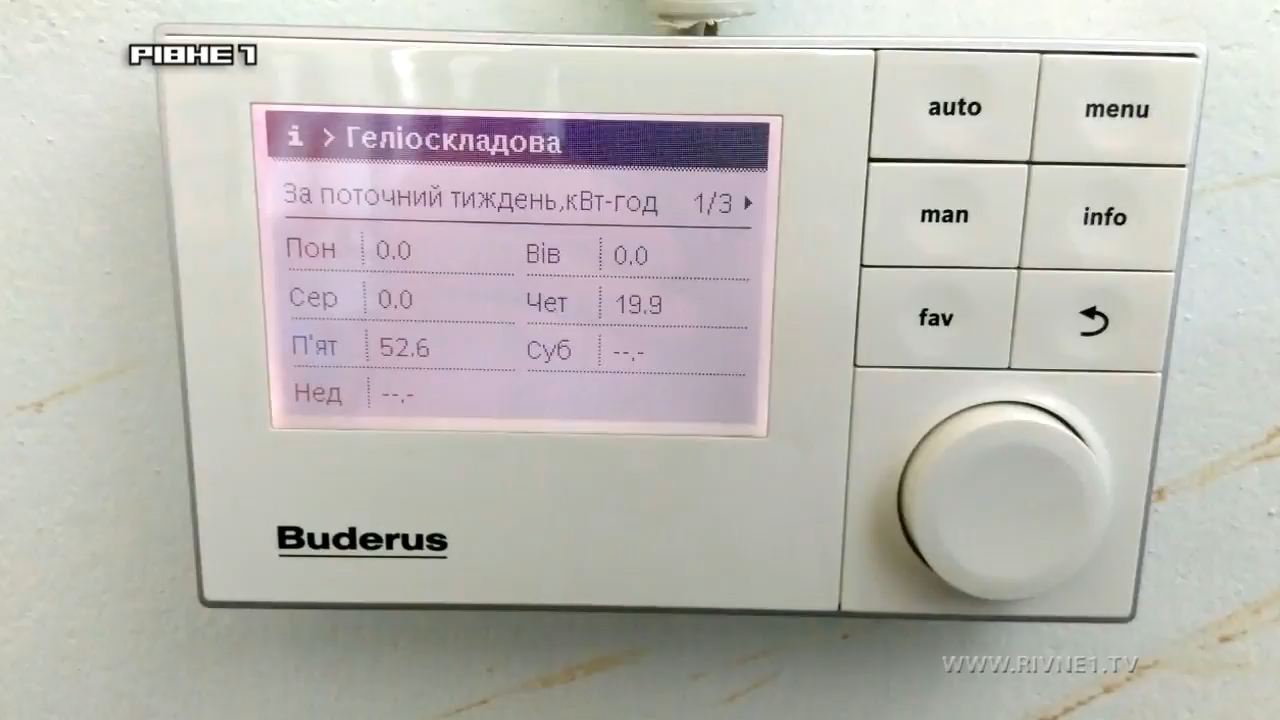 РІВНЕ 1
i > Геліоскладова
За поточний тиждень,кВт-год 1/3
Пон 0.0 Вів 0.0
Сер 0.0 Чет 19.9
П'ят 52.6 Суб --.-
Нед --.-
Buderus
auto menu
man info
fav
WWW.RIVNE1.TV